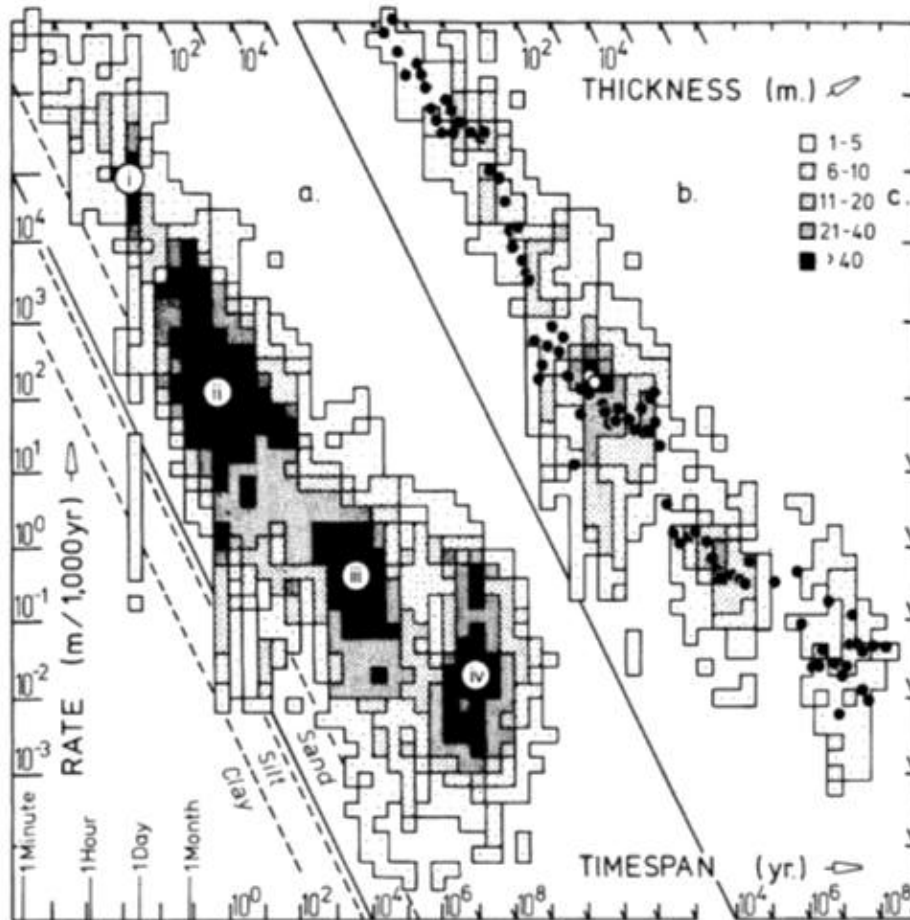 10² 10⁴
10² 10⁴ 10⁶ 10⁸
THICKNESS (m.)
1-5
6-10
11-20
21-40
>40
a.
b.
c.
i
ii
iii
iv
10⁴
10³
10²
10¹
10⁰
10⁻¹
10⁻²
10⁻³
RATE (m/1,000yr)
Clay
Silt
Sand
1 Minute
1 Hour
1 Day
1 Month
TIMESPAN (yr.)
10⁰ 10² 10⁴ 10⁶ 10⁸
10⁴ 10⁶ 10⁸